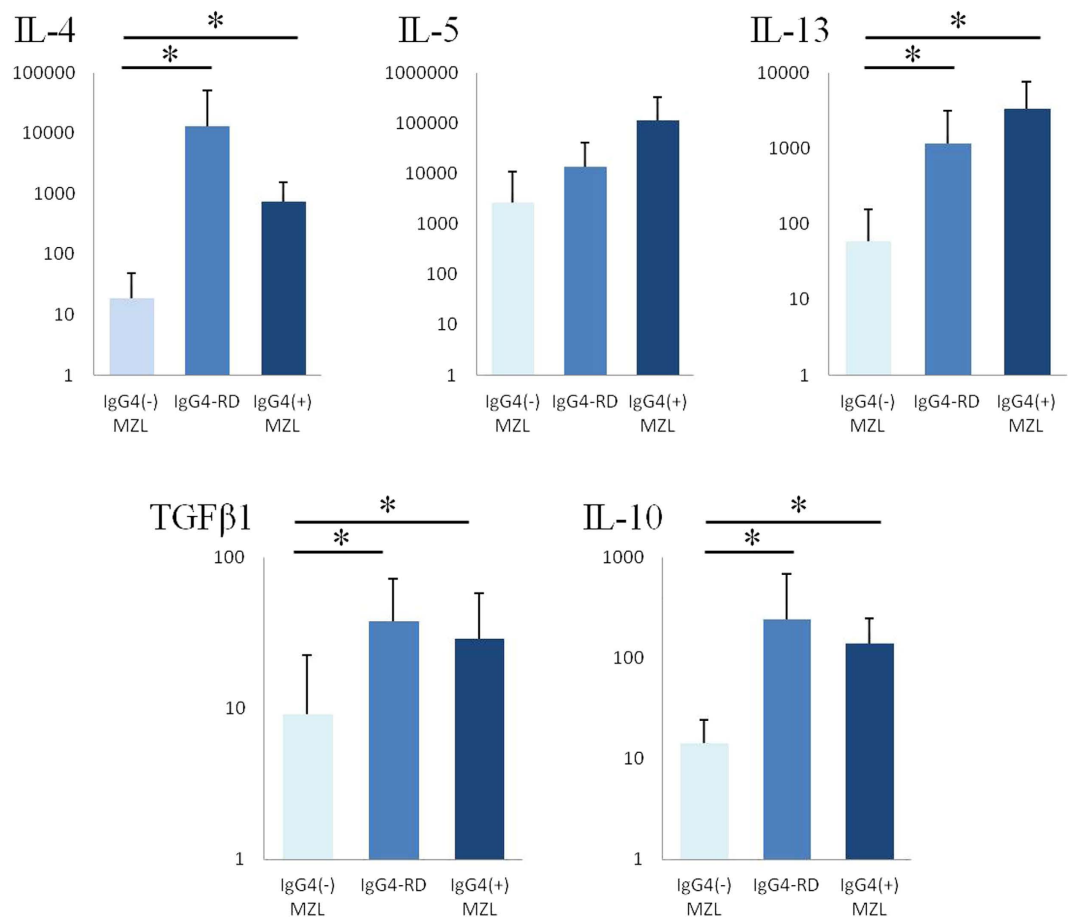 IL-4
*
*
100000
10000
1000
100
10
1
IgG4(-)
MZL
IgG4-RD
IgG4(+)
MZL
IL-5
1000000
100000
10000
1000
100
10
1
IgG4(-)
MZL
IgG4-RD
IgG4(+)
MZL
IL-13
*
*
10000
1000
100
10
1
IgG4(-)
MZL
IgG4-RD
IgG4(+)
MZL
TGFβ1
*
*
100
10
1
IgG4(-)
MZL
IgG4-RD
IgG4(+)
MZL
IL-10
*
*
1000
100
10
1
IgG4(-)
MZL
IgG4-RD
IgG4(+)
MZL